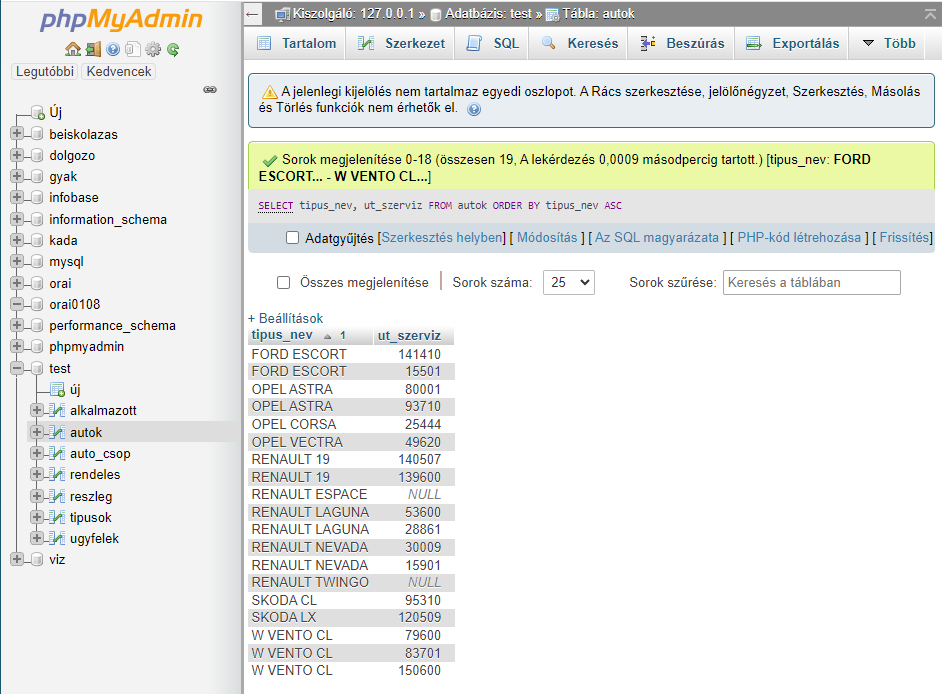 phpMyAdmin
Legutóbbi Kedvencek
Új
beiskolazas
dolgozo
gyak
infobase
information_schema
kada
mysql
orai
orai0108
performance_schema
phpmyadmin
test
új
alkalmazott
autok
auto_csop
rendeles
reszleg
tipusok
ugyfelek
viz
Kiszolgáló: 127.0.0.1 » Adatbázis: test » Tábla: autok
Tartalom Szerkezet SQL Keresés Beszúrás Exportálás Több
A jelenlegi kijelölés nem tartalmaz egyedi oszlopot. A Rács szerkesztése, jelölőnégyzet, Szerkesztés, Másolás
és Törlés funkciók nem érhetők el.
Sorok megjelenítése 0-18 (összesen 19, A lekérdezés 0,0009 másodpercig tartott.) [tipus_nev: FORD
ESCORT... - W VENTO CL...]
SELECT tipus_nev, ut_szerviz FROM autok ORDER BY tipus_nev ASC
Adatgyűjtés [Szerkesztés helyben] [ Módosítás ] [ Az SQL magyarázata ] [ PHP-kód létrehozása ] [ Frissítés]
Összes megjelenítése Sorok száma: 25 Sorok szűrése: Keresés a táblában
+ Beállítások
tipus_nev 1 ut_szerviz
FORD ESCORT 141410
FORD ESCORT 15501
OPEL ASTRA 80001
OPEL ASTRA 93710
OPEL CORSA 25444
OPEL VECTRA 49620
RENAULT 19 140507
RENAULT 19 139600
RENAULT ESPACE NULL
RENAULT LAGUNA 53600
RENAULT LAGUNA 28861
RENAULT NEVADA 30009
RENAULT NEVADA 15901
RENAULT TWINGO NULL
SKODA CL 95310
SKODA LX 120509
W VENTO CL 79600
W VENTO CL 83701
W VENTO CL 150600